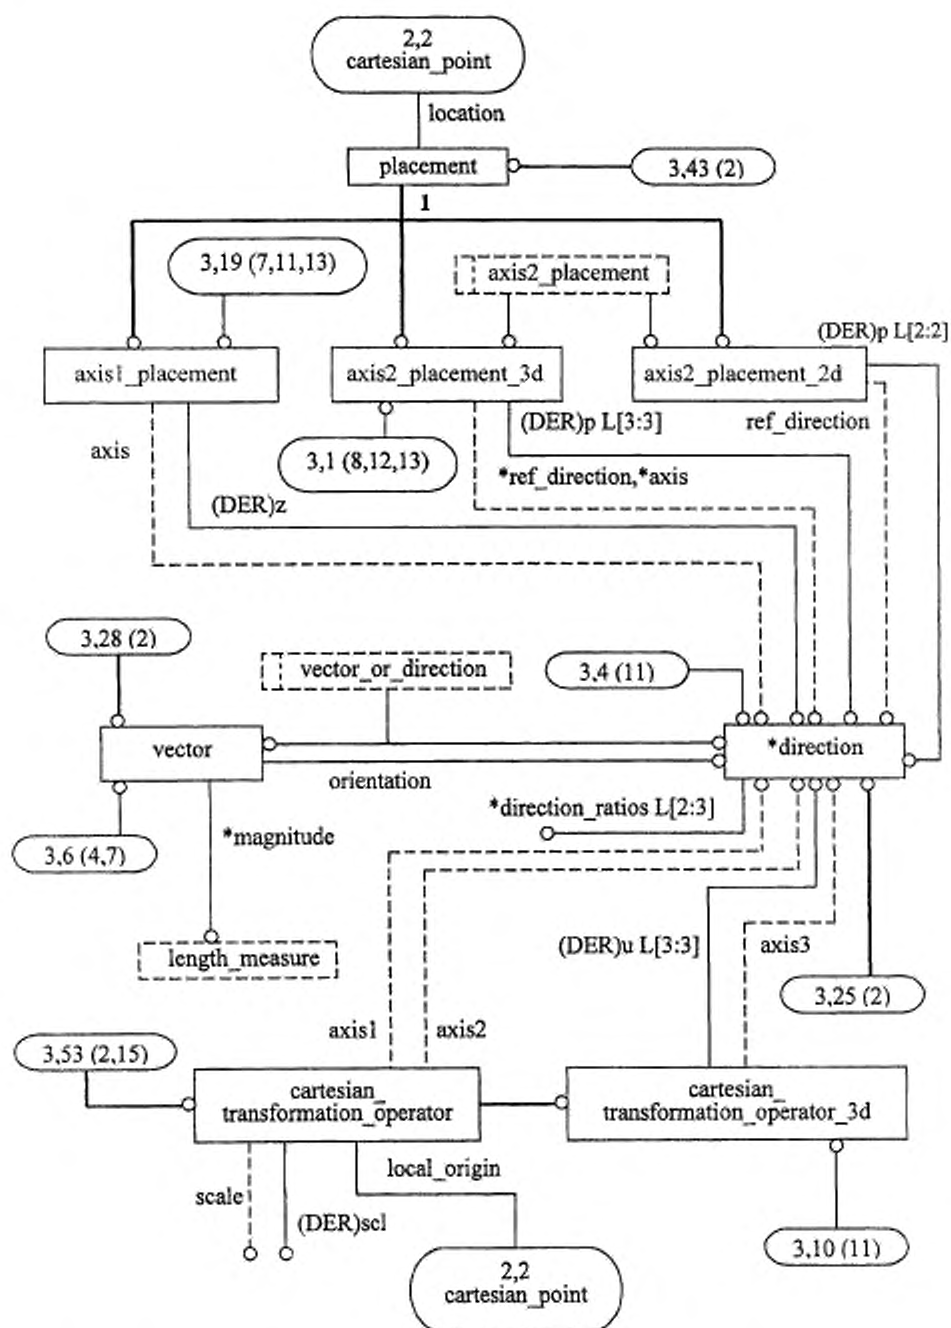 2,2
cartesian_point
location
placement
3,43 (2)
1
3,19 (7,11,13)
axis2_placement
(DER)p L[2:2]
axis1_placement
axis2_placement_3d
axis2_placement_2d
(DER)p L[3:3]
ref_direction
axis
3,1 (8,12,13)
*ref_direction,*axis
(DER)z
3,28 (2)
vector_or_direction
3,4 (11)
vector
*direction
orientation
*direction_ratios L[2:3]
*magnitude
3,6 (4,7)
(DER)u L[3:3]
axis3
length_measure
3,25 (2)
axis1
axis2
3,53 (2,15)
cartesian_
transformation_operator
cartesian_
transformation_operator_3d
local_origin
scale
(DER)scl
3,10 (11)
2,2
cartesian_point